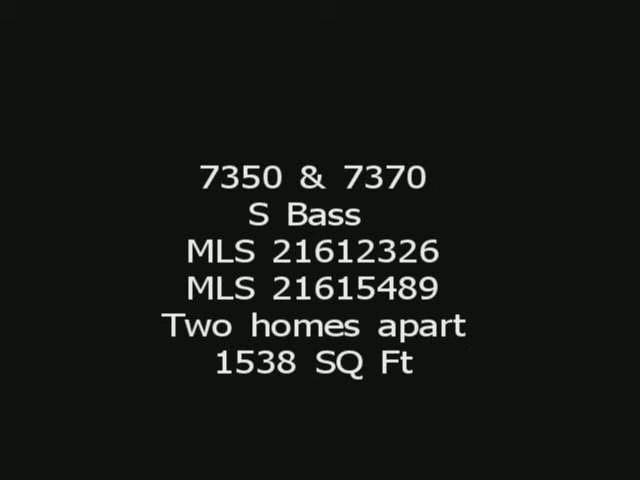 7350 & 7370
S Bass
MLS 21612326
MLS 21615489
Two homes apart
1538 SQ Ft